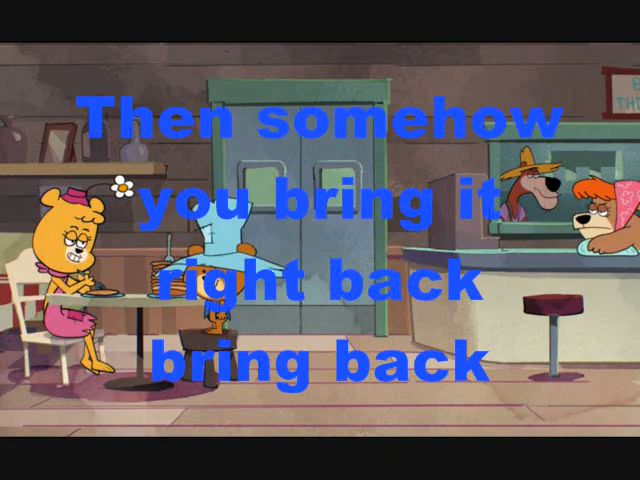 Then somehow
you bring it
right back
bring back